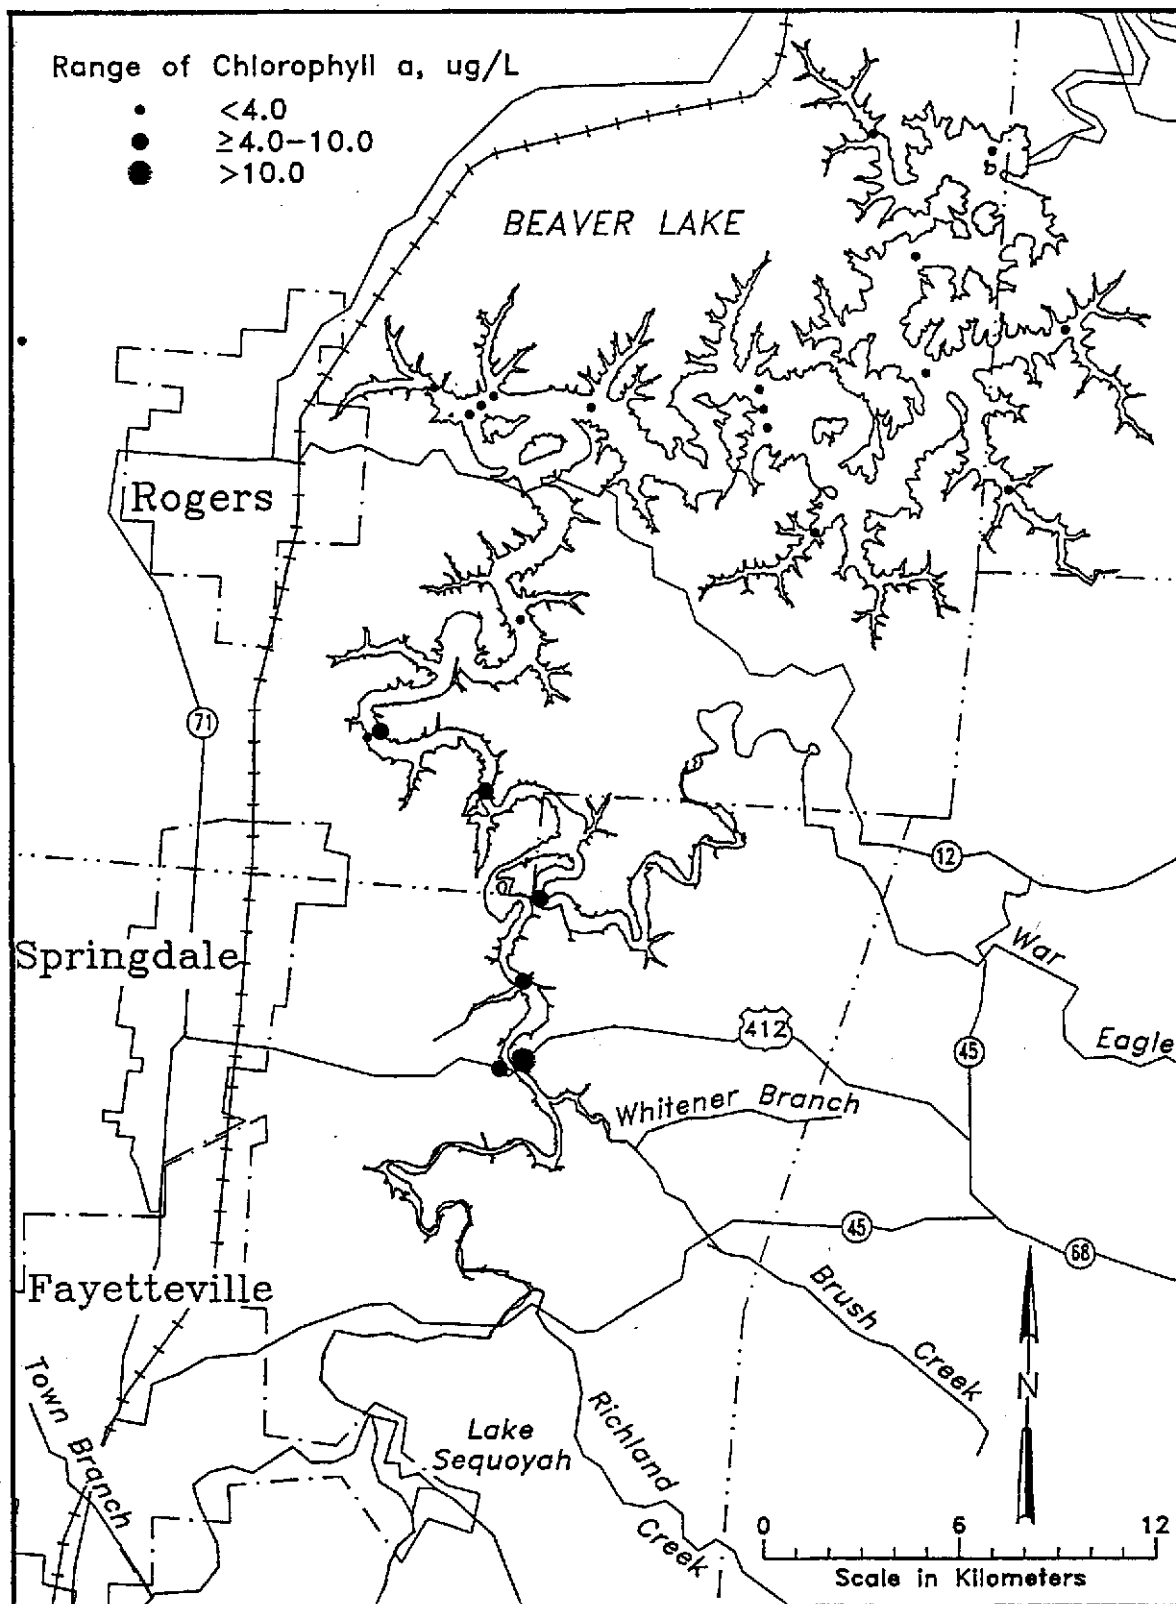 Range of Chlorophyll a, ug/L
<4.0
≥4.0-10.0
>10.0
BEAVER LAKE
Rogers
71
12
Springdale
War
Eagle
412
45
Whitener Branch
45
68
Fayetteville
Brush
Creek
Town Branch
Lake
Sequoyah
Richland
Creek
N
0 6 12
Scale in Kilometers